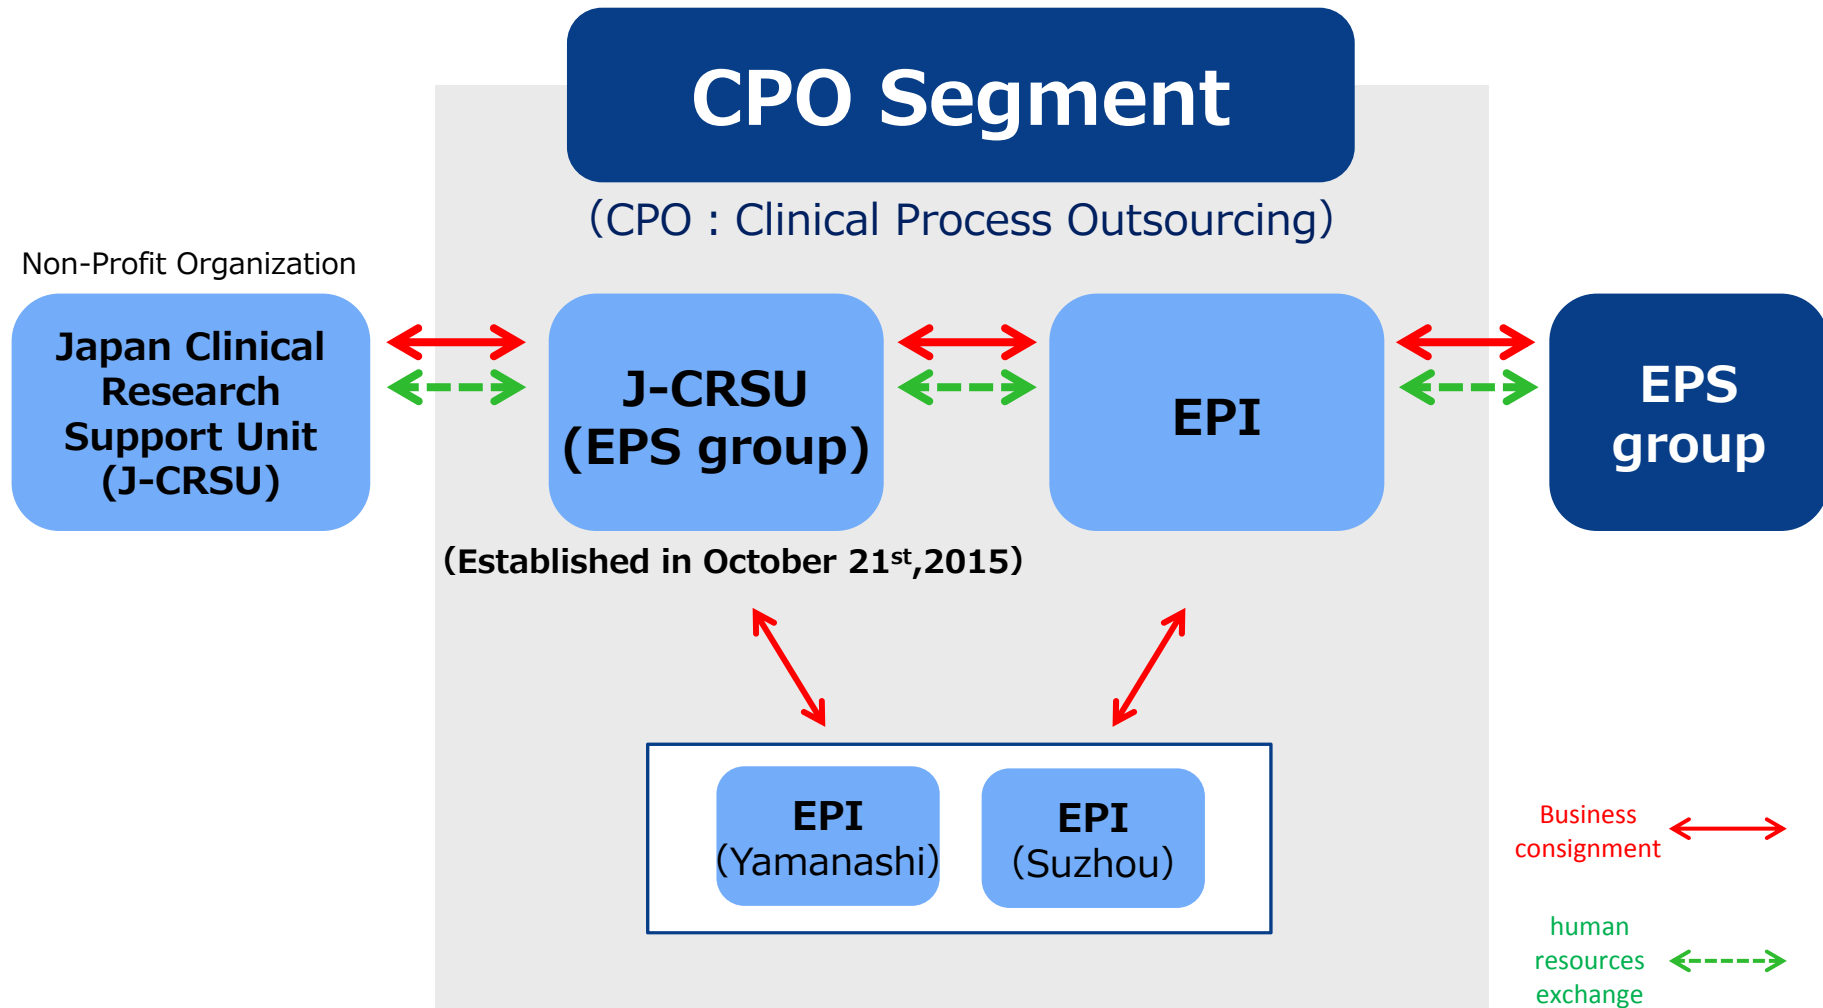 CPO Segment
（CPO : Clinical Process Outsourcing）
Non-Profit Organization
Japan Clinical
Research
Support Unit
(J-CRSU)
J-CRSU
(EPS group)
EPI
EPS
group
（Established in October 21st,2015）
EPI
（Yamanashi）
EPI
（Suzhou）
Business
consignment
human
resources
exchange